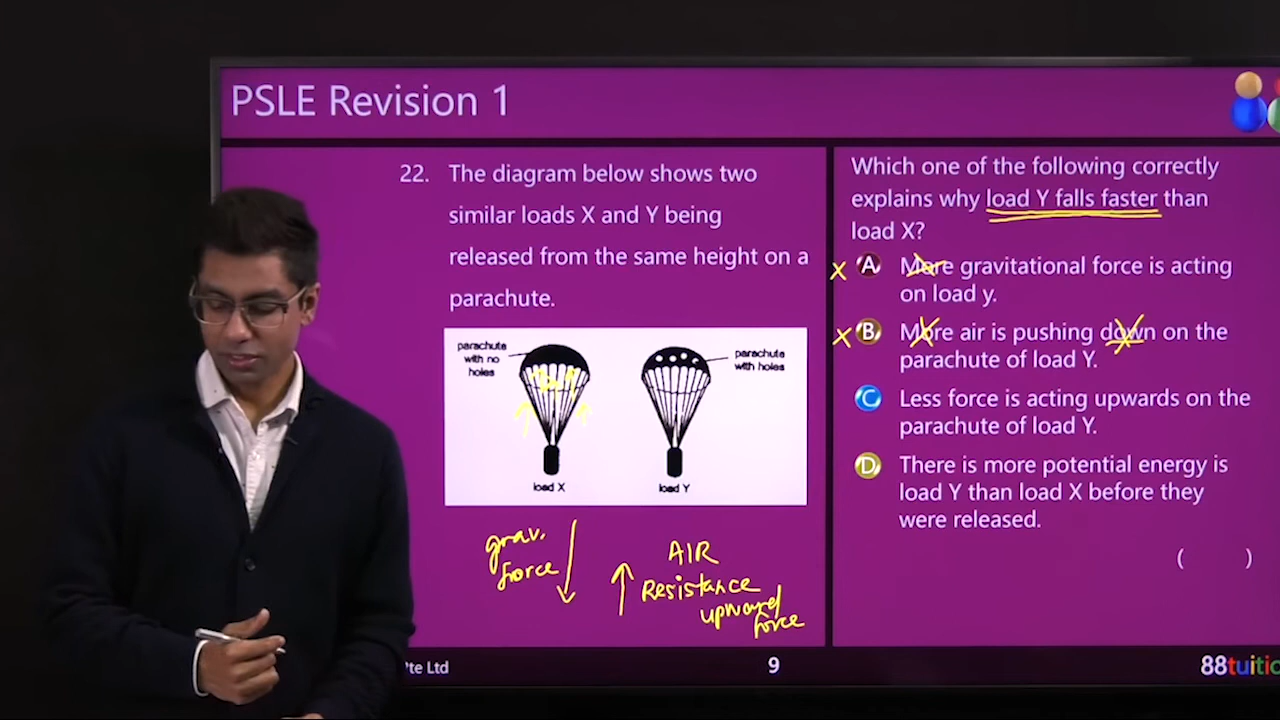 PSLE Revision 1
22. The diagram below shows two
similar loads X and Y being
released from the same height on a
parachute.
parachute
with no
holes
parachute
with holes
load X
load Y
grav.
force
AIR
Resistance
upward
force
Which one of the following correctly
explains why load Y falls faster than
load X?
X A More gravitational force is acting
on load y.
X B More air is pushing down on the
parachute of load Y.
C Less force is acting upwards on the
parachute of load Y.
D There is more potential energy is
load Y than load X before they
were released.
( )
Pte Ltd
9
88tuitio